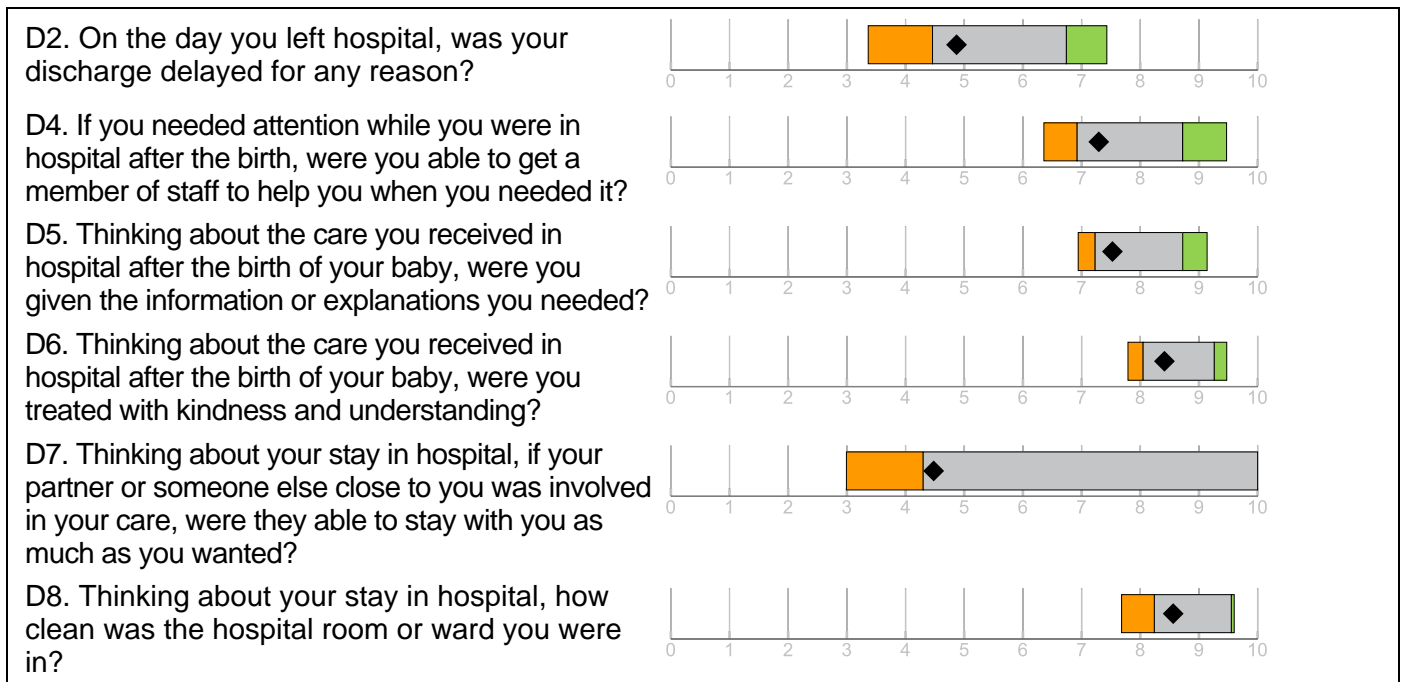 D2. On the day you left hospital, was your
discharge delayed for any reason?
0 1 2 3 4 5 6 7 8 9 10
D4. If you needed attention while you were in
hospital after the birth, were you able to get a
member of staff to help you when you needed it?
0 1 2 3 4 5 6 7 8 9 10
D5. Thinking about the care you received in
hospital after the birth of your baby, were you
given the information or explanations you needed?
0 1 2 3 4 5 6 7 8 9 10
D6. Thinking about the care you received in
hospital after the birth of your baby, were you
treated with kindness and understanding?
0 1 2 3 4 5 6 7 8 9 10
D7. Thinking about your stay in hospital, if your
partner or someone else close to you was involved
in your care, were they able to stay with you as
much as you wanted?
0 1 2 3 4 5 6 7 8 9 10
D8. Thinking about your stay in hospital, how
clean was the hospital room or ward you were
in?
0 1 2 3 4 5 6 7 8 9 10